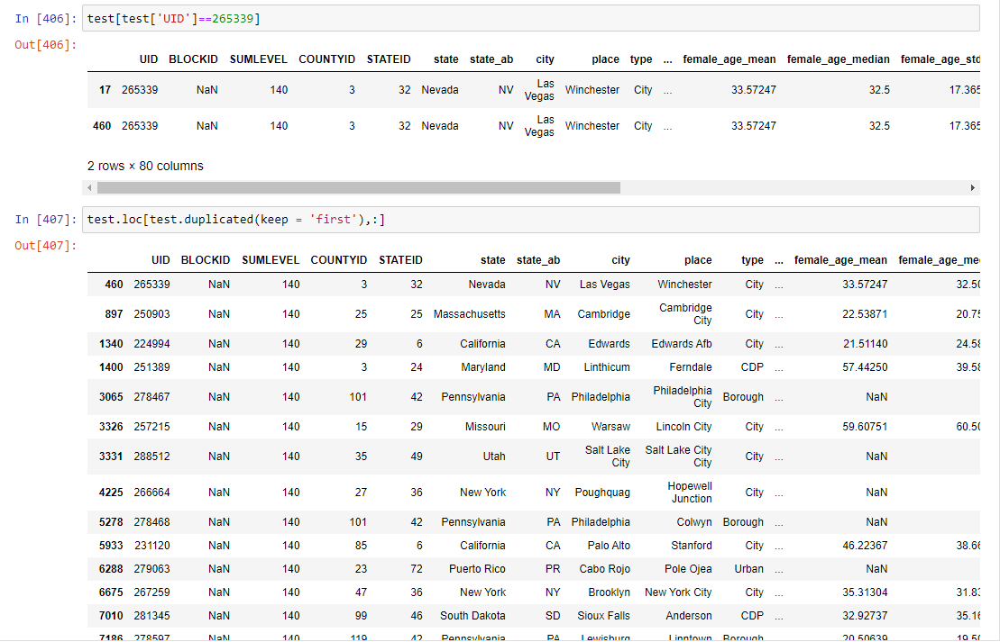 In [406]: test[test['UID']==265339]
Out[406]:
UID BLOCKID SUMLEVEL COUNTYID STATEID state state_ab city place type ... female_age_mean female_age_median female_age_std
17 265339 NaN 140 3 32 Nevada NV Las Vegas Winchester City ... 33.57247 32.5 17.365
460 265339 NaN 140 3 32 Nevada NV Las Vegas Winchester City ... 33.57247 32.5 17.365
2 rows × 80 columns
In [407]: test.loc[test.duplicated(keep = 'first'),:]
Out[407]:
UID BLOCKID SUMLEVEL COUNTYID STATEID state state_ab city place type ... female_age_mean
460 265339 NaN 140 3 32 Nevada NV Las Vegas Winchester City ... 33.57247 32.50
897 250903 NaN 140 25 25 Massachusetts MA Cambridge Cambridge City City ... 22.53871 20.75
1340 224994 NaN 140 29 6 California CA Edwards Edwards Afb City ... 21.51140 24.58
1400 251389 NaN 140 3 24 Maryland MD Linthicum Ferndale CDP ... 57.44250 39.58
3065 278467 NaN 140 101 42 Pennsylvania PA Philadelphia Philadelphia City Borough ... NaN
3326 257215 NaN 140 15 29 Missouri MO Warsaw Lincoln City City ... 59.60751 60.50
3331 288512 NaN 140 35 49 Utah UT Salt Lake City Salt Lake City City City ... NaN
4225 266664 NaN 140 27 36 New York NY Poughquag Hopewell Junction City ... NaN
5278 278468 NaN 140 101 42 Pennsylvania PA Philadelphia Colwyn Borough ... NaN
5933 231120 NaN 140 85 6 California CA Palo Alto Stanford City ... 46.22367 38.66
6288 279063 NaN 140 23 72 Puerto Rico PR Cabo Rojo Pole Ojea Urban ... NaN
6675 267259 NaN 140 47 36 New York NY Brooklyn New York City City ... 35.31304 31.83
7010 281345 NaN 140 99 46 South Dakota SD Sioux Falls Anderson CDP ... 32.92737 35.16
7186 278597 NaN 140 119 42 Pennsylvania PA Lewisburg Linntown Borough ... 20.50639 19.50